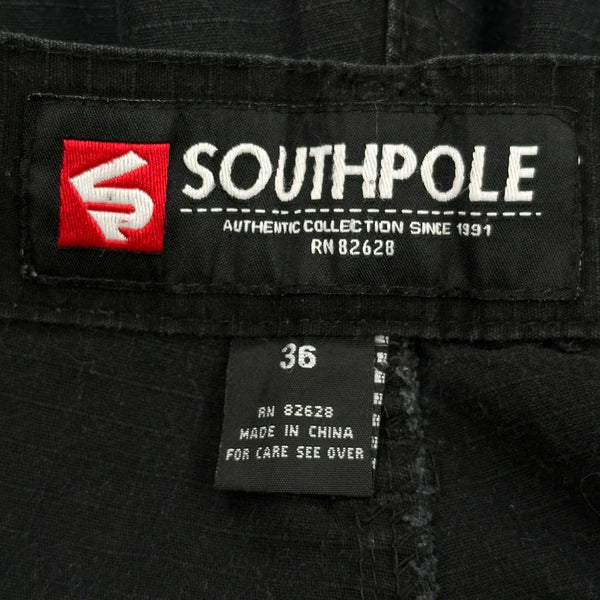 SOUTHPOLE
AUTHENTIC COLLECTION SINCE 1991
RN 82628
36
RN 82628
MADE IN CHINA
FOR CARE SEE OVER